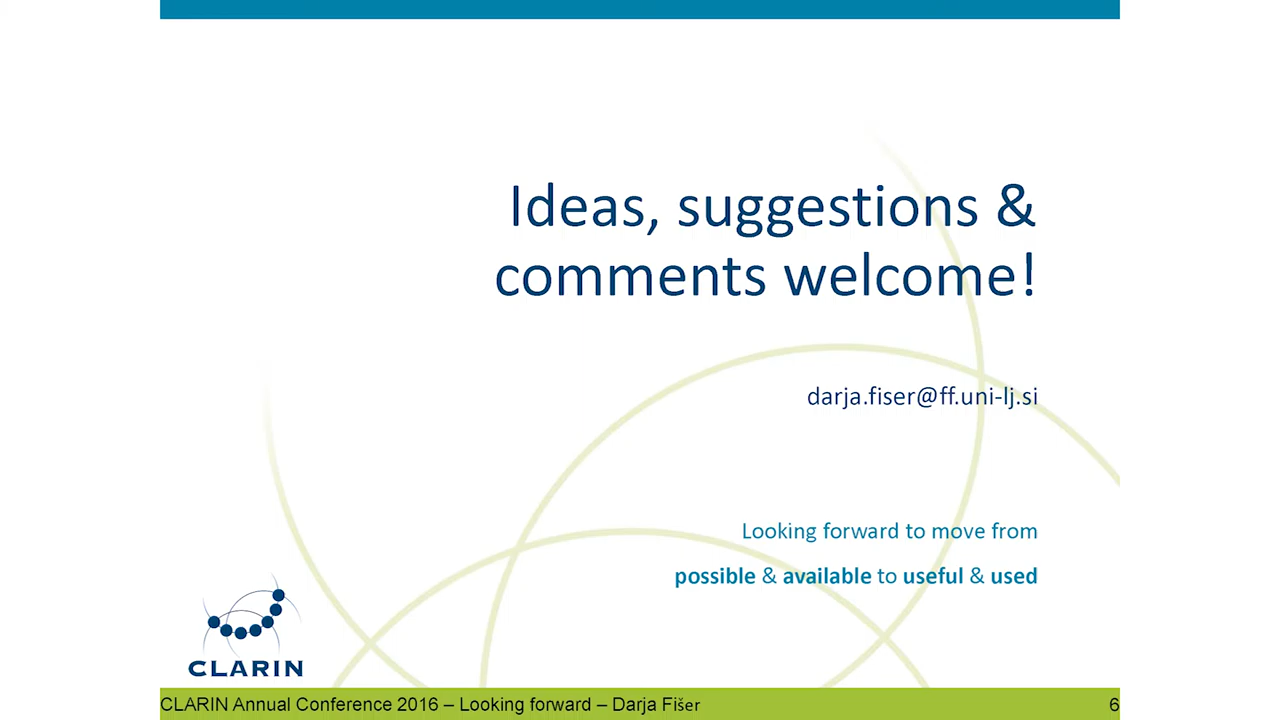 Ideas, suggestions &
comments welcome!
darja.fiser@ff.uni-lj.si
Looking forward to move from
possible & available to useful & used
CLARIN
CLARIN Annual Conference 2016 – Looking forward – Darja Fišer 6